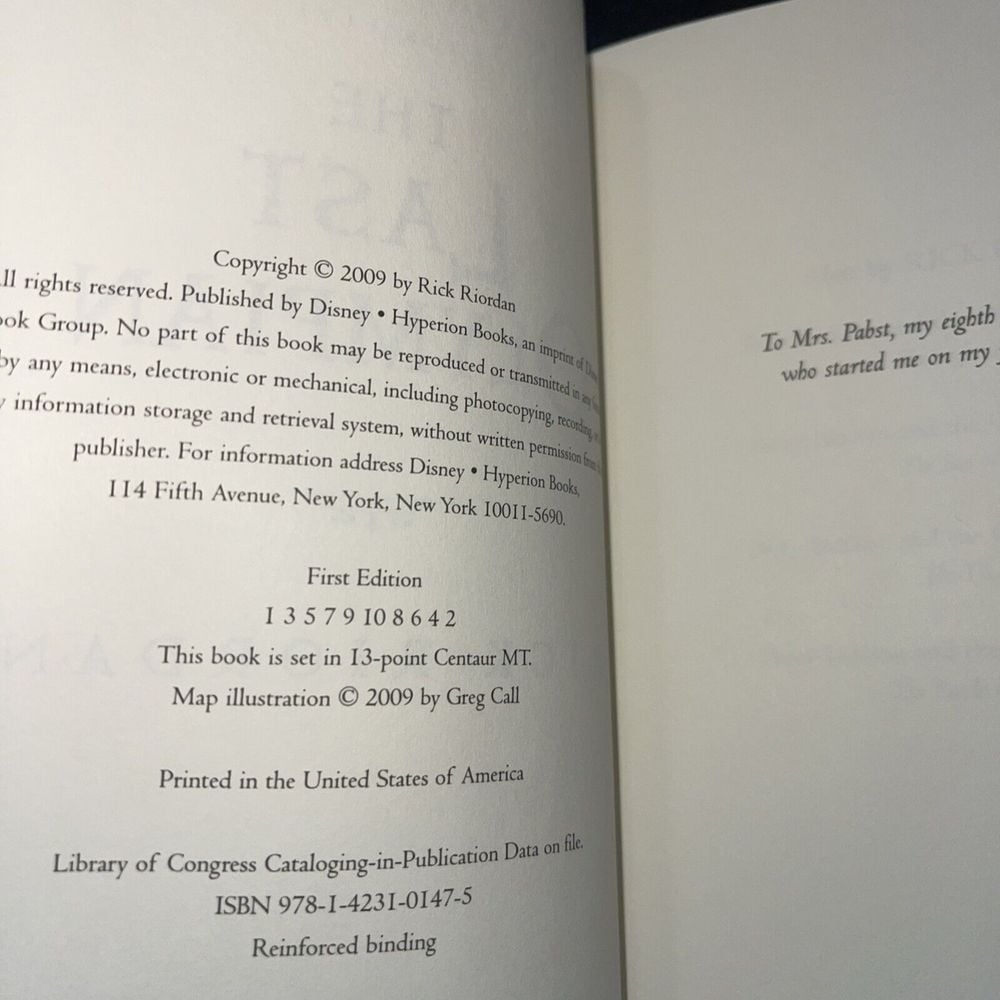 Copyright © 2009 by Rick Riordan
ll rights reserved. Published by Disney • Hyperion Books, an imprint of
ook Group. No part of this book may be reproduced or transmitted in any
by any means, electronic or mechanical, including photocopying, recording,
information storage and retrieval system, without written permission from
publisher. For information address Disney • Hyperion Books,
114 Fifth Avenue, New York, New York 10011-5690.
First Edition
1 3 5 7 9 10 8 6 4 2
This book is set in 13-point Centaur MT.
Map illustration © 2009 by Greg Call
Printed in the United States of America
Library of Congress Cataloging-in-Publication Data on file.
ISBN 978-1-4231-0147-5
Reinforced binding
To Mrs. Pabst, my eighth
who started me on my